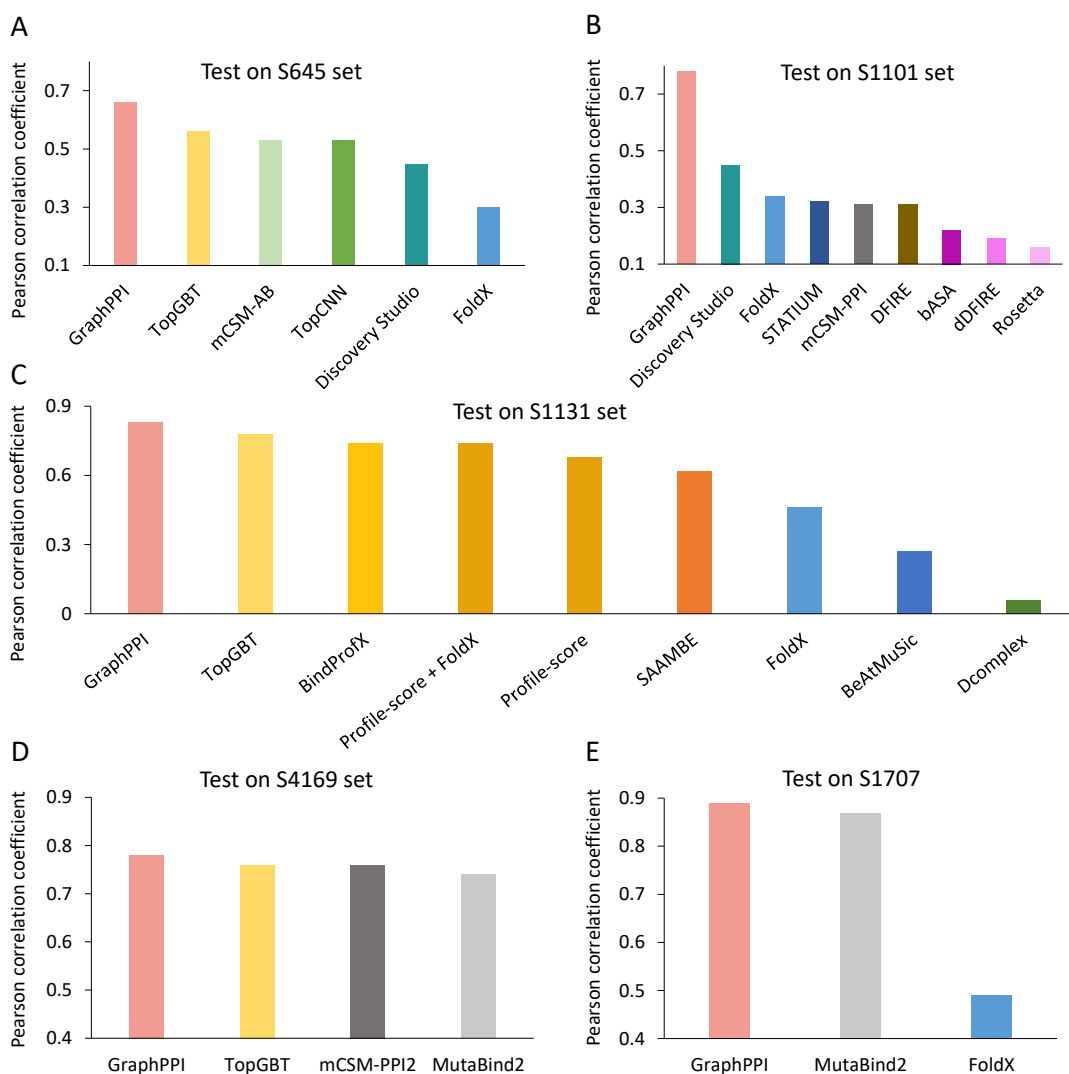 A
Test on S645 set
Pearson correlation coefficient
0.7
0.5
0.3
0.1
GraphPPI
TopGBT
mCSM-AB
TopCNN
Discovery Studio
FoldX
B
Test on S1101 set
Pearson correlation coefficient
0.7
0.5
0.3
0.1
GraphPPI
Discovery Studio
FoldX
STATIUM
mCSM-PPI
DFIRE
bASA
dDFIRE
Rosetta
C
Test on S1131 set
Pearson correlation coefficient
0.9
0.6
0.3
0
GraphPPI
TopGBT
BindProfX
Profile-score + FoldX
Profile-score
SAAMBE
FoldX
BeAtMuSic
Dcomplex
D
Test on S4169 set
Pearson correlation coefficient
0.9
0.8
0.7
0.6
0.5
0.4
GraphPPI TopGBT mCSM-PPI2 MutaBind2
E
Test on S1707
Pearson correlation coefficient
0.9
0.8
0.7
0.6
0.5
0.4
GraphPPI MutaBind2 FoldX